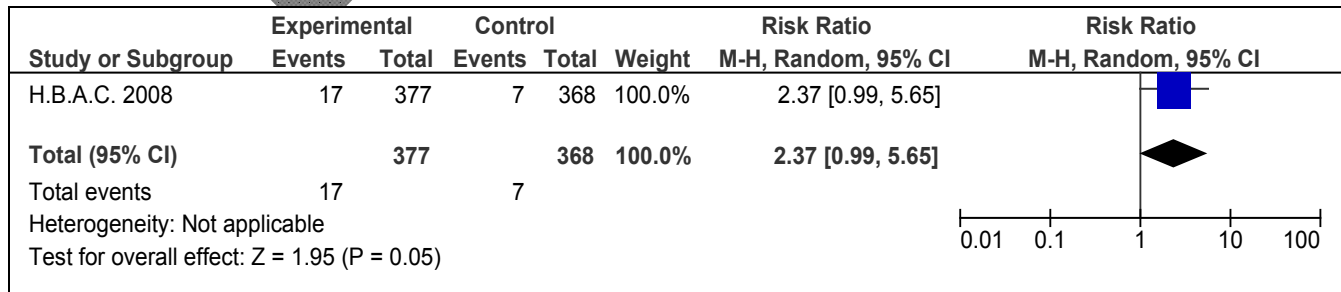 Experimental Control Risk Ratio Risk Ratio
Study or Subgroup Events Total Events Total Weight M-H, Random, 95% CI M-H, Random, 95% CI
H.B.A.C. 2008 17 377 7 368 100.0% 2.37 [0.99, 5.65]
Total (95% CI) 377 368 100.0% 2.37 [0.99, 5.65]
Total events 17 7
Heterogeneity: Not applicable
Test for overall effect: Z = 1.95 (P = 0.05)
0.01 0.1 1 10 100